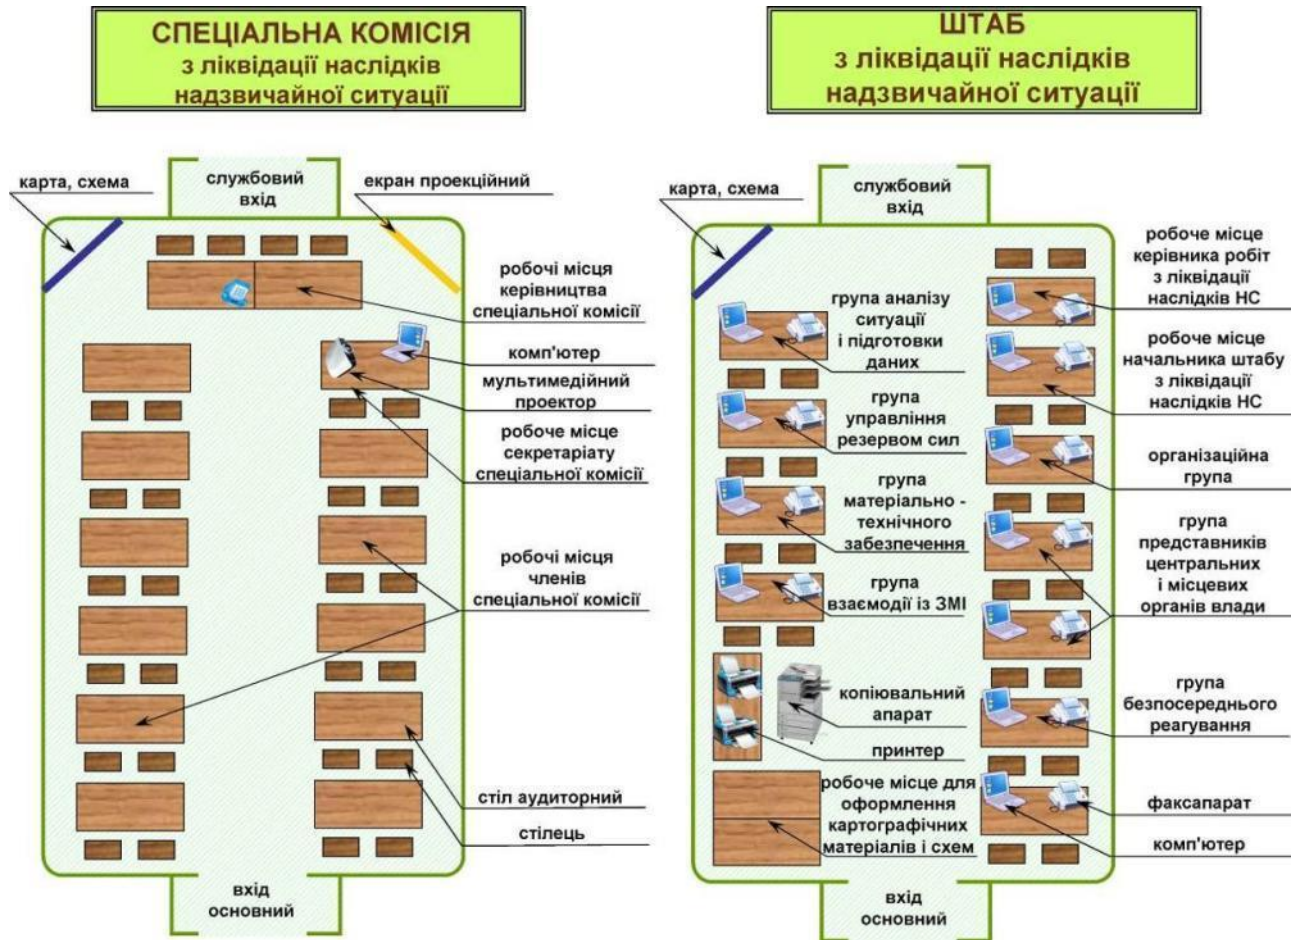 СПЕЦІАЛЬНА КОМІСІЯ
з ліквідації наслідків
надзвичайної ситуації
карта, схема
службовий
вхід
екран проекційний
робочі місця
керівництва
спеціальної комісії
комп'ютер
мультимедійний
проектор
робоче місце
секретаріату
спеціальної комісії
робочі місця
членів
спеціальної комісії
стіл аудиторний
стілець
вхід
основний
ШТАБ
з ліквідації наслідків
надзвичайної ситуації
карта, схема
службовий
вхід
група аналізу
ситуації
і підготовки
даних
група
управління
резервом сил
група
матеріально -
технічного
забезпечення
група
взаємодії із ЗМІ
копіювальний
апарат
принтер
робоче місце для
оформлення
картографічних
матеріалів і схем
робоче місце
керівника робіт
з ліквідації
наслідків НС
робоче місце
начальника штабу
з ліквідації
наслідків НС
організаційна
група
група
представників
центральних
і місцевих
органів влади
група
безпосереднього
реагування
факсапарат
комп'ютер
вхід
основний